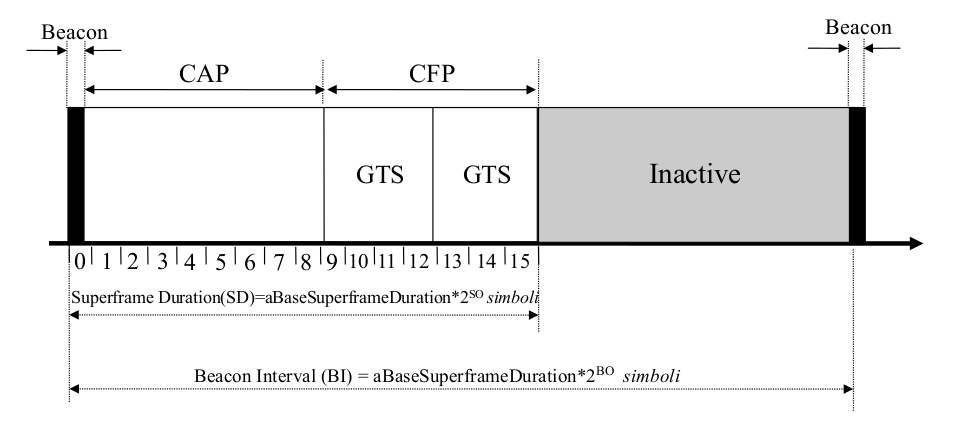 Beacon
Beacon
CAP
CFP
GTS
GTS
Inactive
0 1 2 3 4 5 6 7 8 9 10 11 12 13 14 15
Superframe Duration(SD)=aBaseSuperframeDuration*2^SO simboli
Beacon Interval (BI) = aBaseSuperframeDuration*2^BO simboli